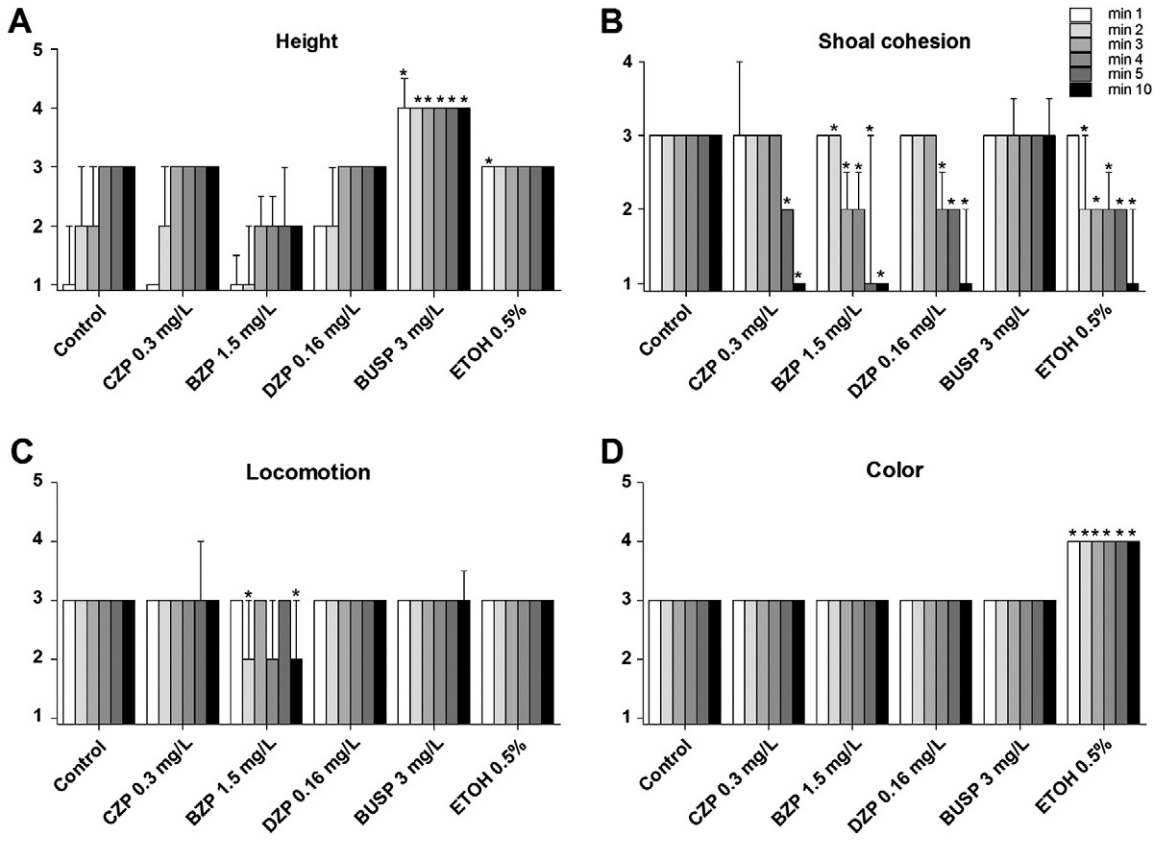 A
Height
5
4
3
2
1
*
* * * * *
*
Control
CZP 0.3 mg/L
BZP 1.5 mg/L
DZP 0.16 mg/L
BUSP 3 mg/L
ETOH 0.5%
B
Shoal cohesion
min 1
min 2
min 3
min 4
min 5
min 10
4
3
2
1
*
*
*
* *
*
*
*
* *
*
*
*
* *
Control
CZP 0.3 mg/L
BZP 1.5 mg/L
DZP 0.16 mg/L
BUSP 3 mg/L
ETOH 0.5%
C
Locomotion
5
4
3
2
1
* *
Control
CZP 0.3 mg/L
BZP 1.5 mg/L
DZP 0.16 mg/L
BUSP 3 mg/L
ETOH 0.5%
D
Color
5
4
3
2
1
* * * * * *
Control
CZP 0.3 mg/L
BZP 1.5 mg/L
DZP 0.16 mg/L
BUSP 3 mg/L
ETOH 0.5%